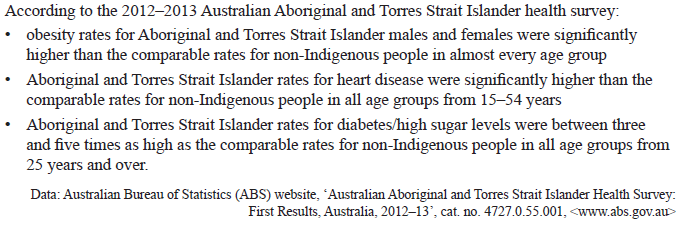 According to the 2012–2013 Australian Aboriginal and Torres Strait Islander health survey:
• obesity rates for Aboriginal and Torres Strait Islander males and females were significantly
higher than the comparable rates for non-Indigenous people in almost every age group
• Aboriginal and Torres Strait Islander rates for heart disease were significantly higher than the
comparable rates for non-Indigenous people in all age groups from 15–54 years
• Aboriginal and Torres Strait Islander rates for diabetes/high sugar levels were between three
and five times as high as the comparable rates for non-Indigenous people in all age groups from
25 years and over.
Data: Australian Bureau of Statistics (ABS) website, ‘Australian Aboriginal and Torres Strait Islander Health Survey:
First Results, Australia, 2012–13’, cat. no. 4727.0.55.001, <www.abs.gov.au>